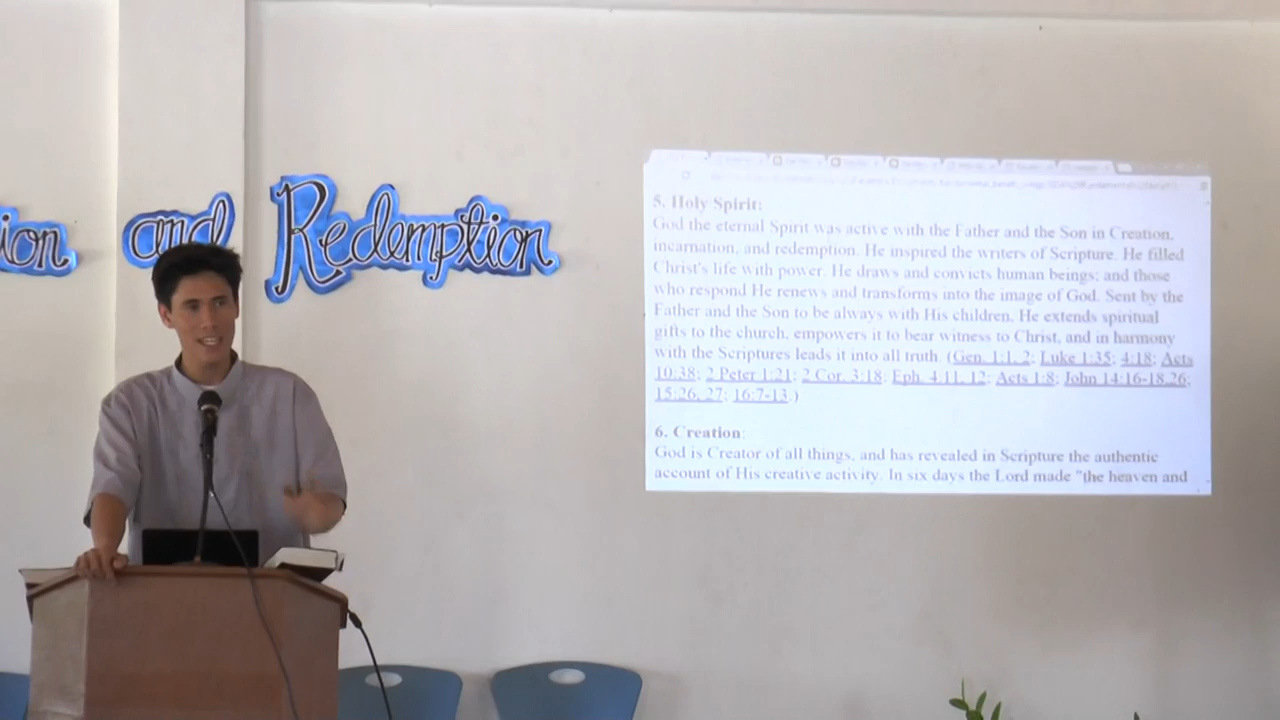 ion and Redemption
5. Holy Spirit:
God the eternal Spirit was active with the Father and the Son in Creation,
incarnation, and redemption. He inspired the writers of Scripture. He filled
Christ's life with power. He draws and convicts human beings; and those
who respond He renews and transforms into the image of God. Sent by the
Father and the Son to be always with His children, He extends spiritual
gifts to the church, empowers it to bear witness to Christ, and in harmony
with the Scriptures leads it into all truth. (Gen. 1:1, 2; Luke 1:35; 4:18; Acts
10:38; 2 Peter 1:21; 2 Cor. 3:18; Eph. 4:11, 12; Acts 1:8; John 14:16-18,26;
15:26, 27; 16:7-13.)
6. Creation:
God is Creator of all things, and has revealed in Scripture the authentic
account of His creative activity. In six days the Lord made "the heaven and